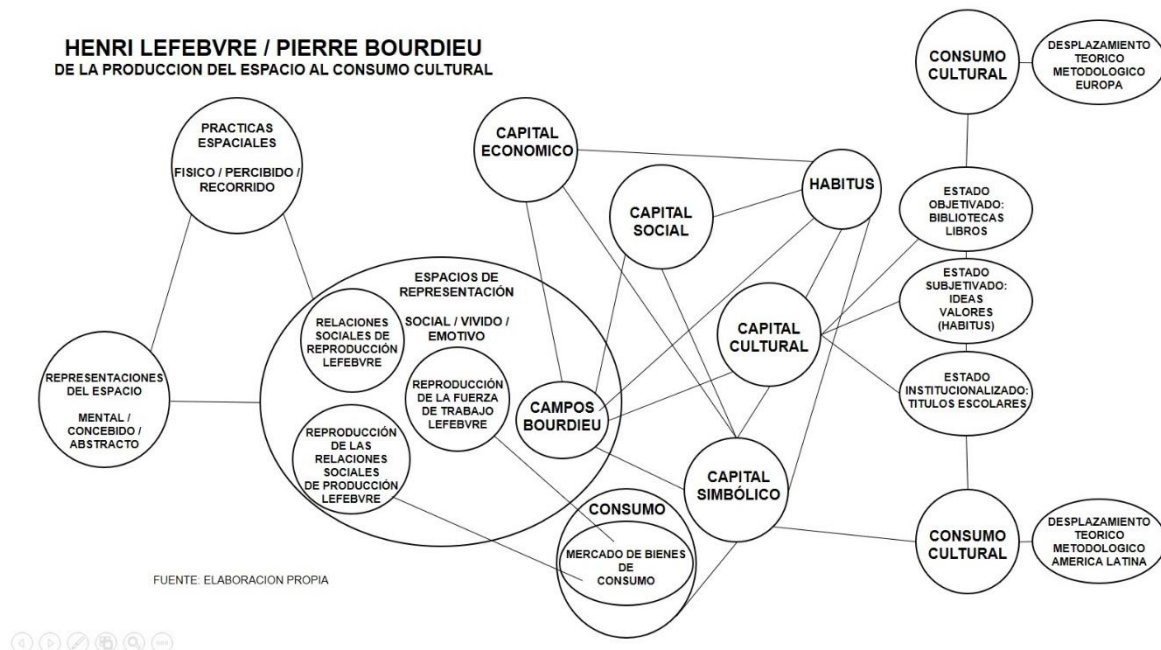 HENRI LEFEBVRE / PIERRE BOURDIEU
DE LA PRODUCCION DEL ESPACIO AL CONSUMO CULTURAL
PRACTICAS
ESPACIALES
FISICO / PERCIBIDO /
RECORRIDO
REPRESENTACIONES
DEL ESPACIO
MENTAL /
CONCEBIDO /
ABSTRACTO
ESPACIOS DE
REPRESENTACIÓN
SOCIAL / VIVIDO /
EMOTIVO
RELACIONES
SOCIALES DE
REPRODUCCIÓN
LEFEBVRE
REPRODUCCIÓN
DE LA FUERZA
DE TRABAJO
LEFEBVRE
REPRODUCCIÓN
DE LAS
RELACIONES
SOCIALES
DE PRODUCCIÓN
LEFEBVRE
CAMPOS
BOURDIEU
CAPITAL
ECONOMICO
CAPITAL
SOCIAL
HABITUS
CAPITAL
CULTURAL
CAPITAL
SIMBÓLICO
CONSUMO
MERCADO DE BIENES
DE
CONSUMO
CONSUMO
CULTURAL
DESPLAZAMIENTO
TEORICO
METODOLOGICO
EUROPA
ESTADO
OBJETIVADO:
BIBLIOTECAS
LIBROS
ESTADO
SUBJETIVADO:
IDEAS
VALORES
(HABITUS)
ESTADO
INSTITUCIONALIZADO:
TITULOS ESCOLARES
CONSUMO
CULTURAL
DESPLAZAMIENTO
TEORICO
METODOLOGICO
AMERICA LATINA
FUENTE: ELABORACION PROPIA